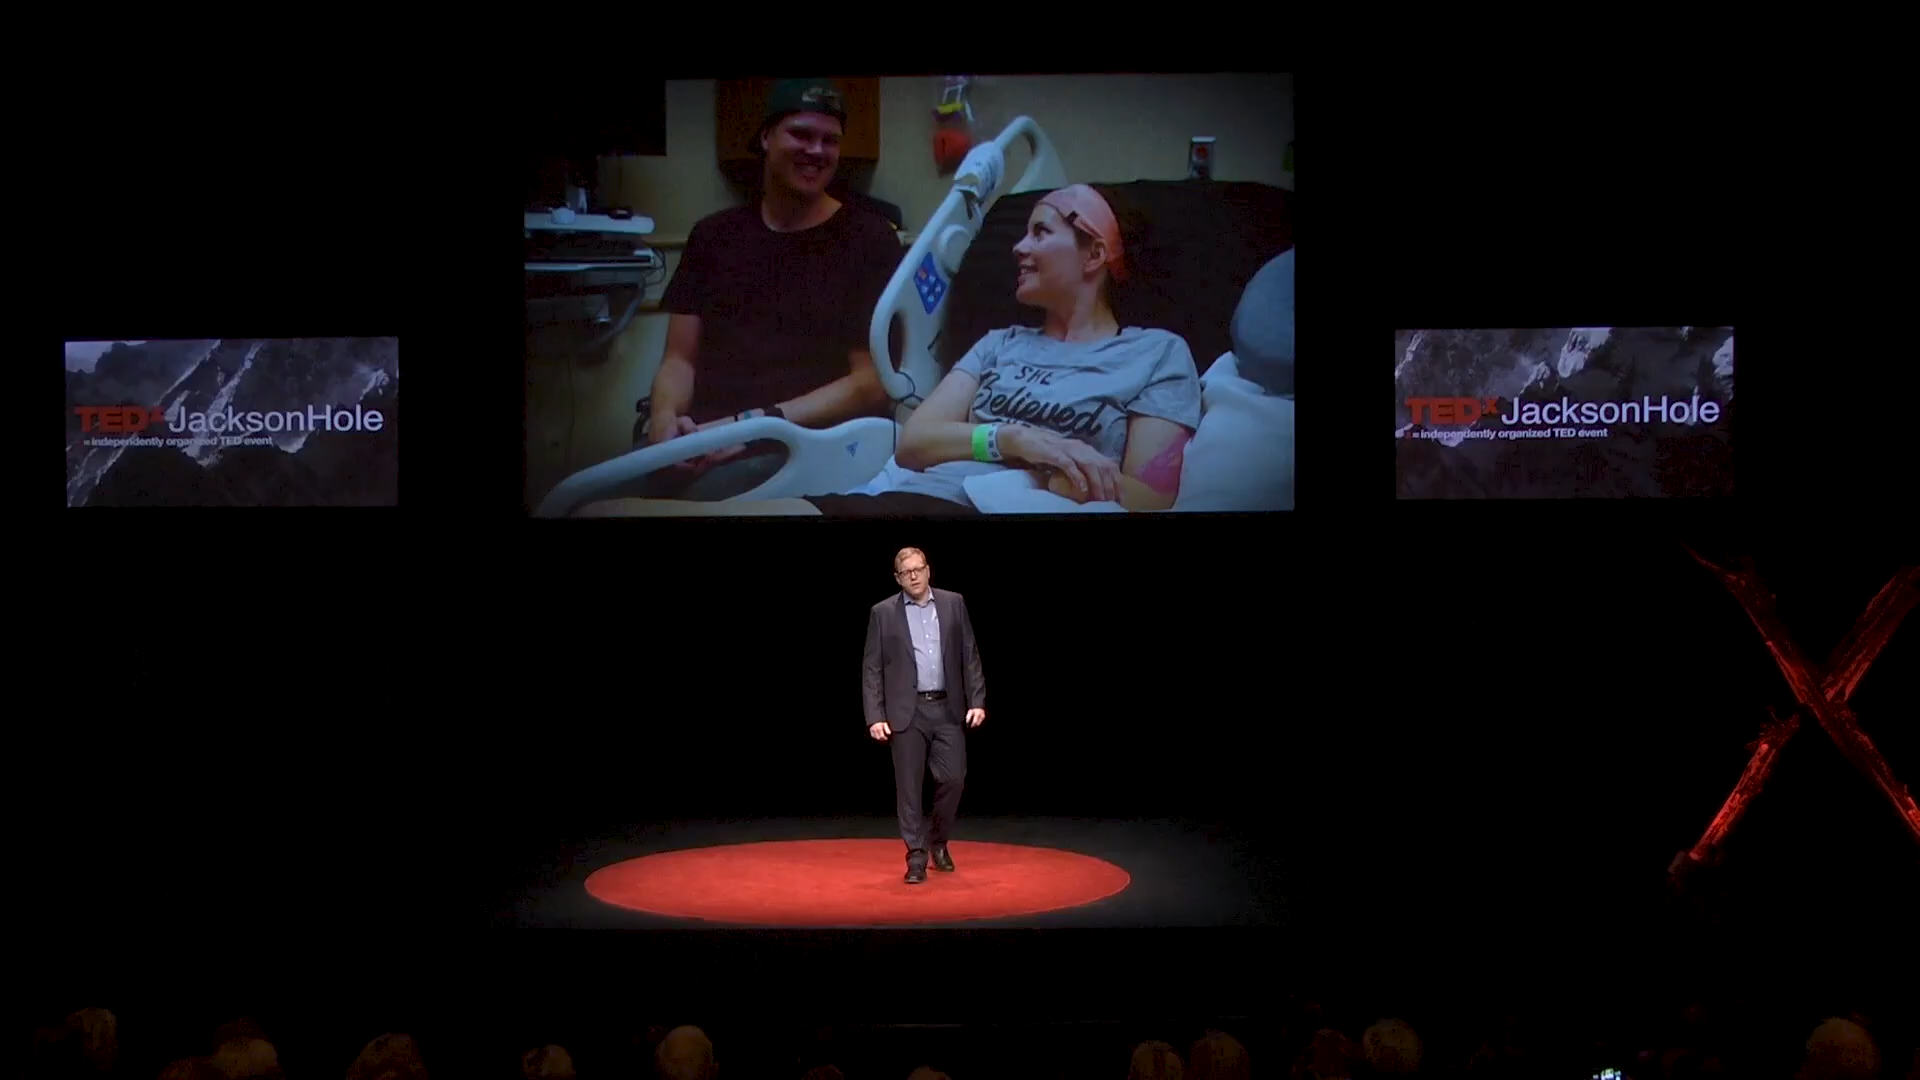 SHE
Believed
TEDxJacksonHole
= independently organized TED event
TEDxJacksonHole
x = independently organized TED event